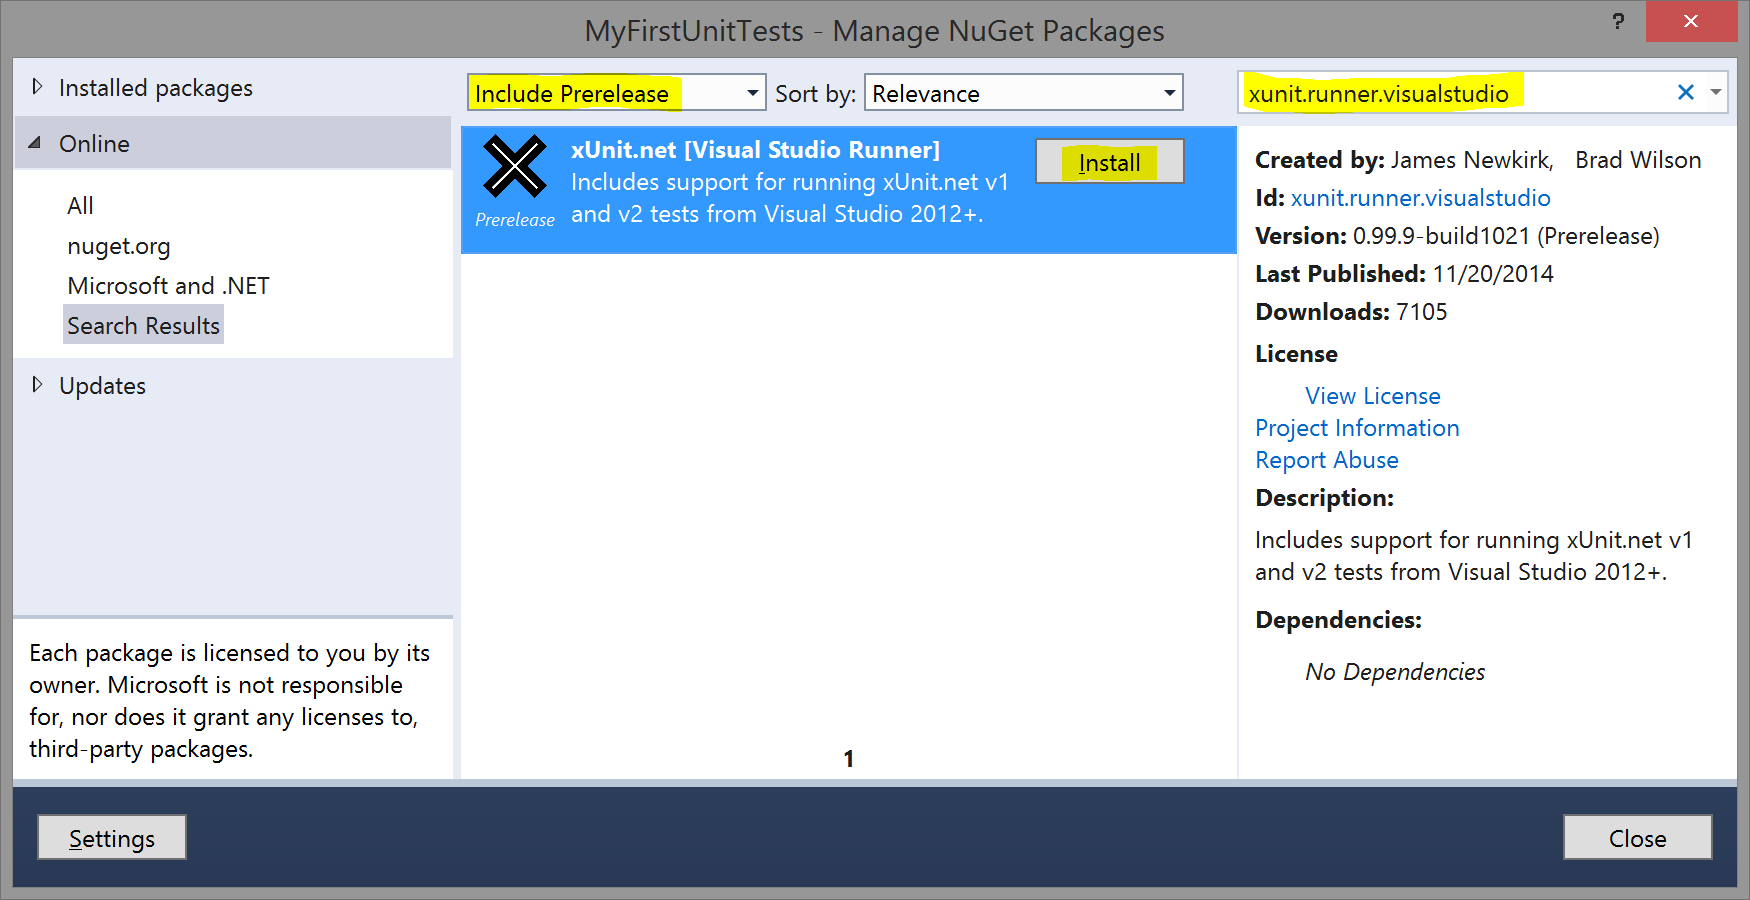 MyFirstUnitTests - Manage NuGet Packages
?
Installed packages
Online
All
nuget.org
Microsoft and .NET
Search Results
Updates
Each package is licensed to you by its
owner. Microsoft is not responsible
for, nor does it grant any licenses to,
third-party packages.
Include Prerelease
Sort by:
Relevance
xUnit.net [Visual Studio Runner]
Includes support for running xUnit.net v1
and v2 tests from Visual Studio 2012+.
Prerelease
Install
1
xunit.runner.visualstudio
Created by: James Newkirk, Brad Wilson
Id: xunit.runner.visualstudio
Version: 0.99.9-build1021 (Prerelease)
Last Published: 11/20/2014
Downloads: 7105
License
View License
Project Information
Report Abuse
Description:
Includes support for running xUnit.net v1
and v2 tests from Visual Studio 2012+.
Dependencies:
No Dependencies
Settings
Close